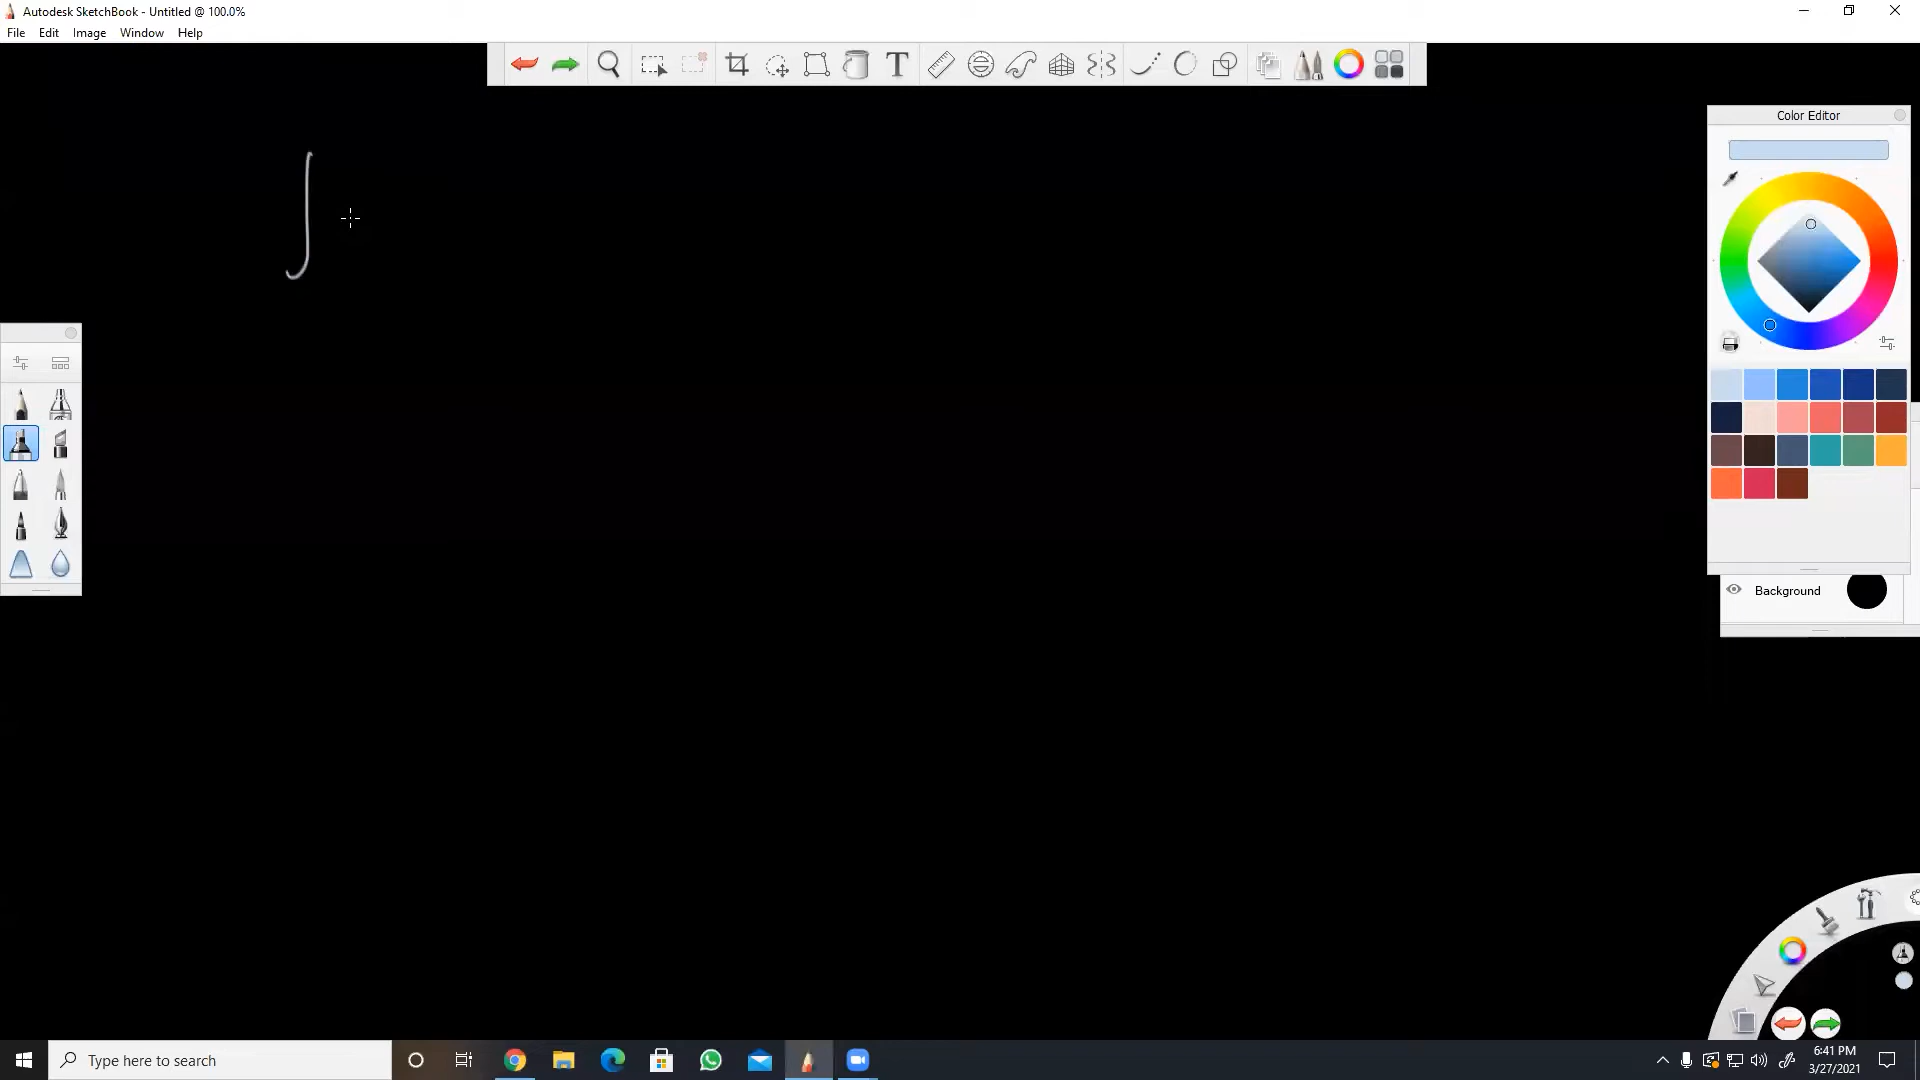 Autodesk SketchBook - Untitled @ 100.0%
File Edit Image Window Help
T
Color Editor
∫
Background
Type here to search
6:41 PM
3/27/2021